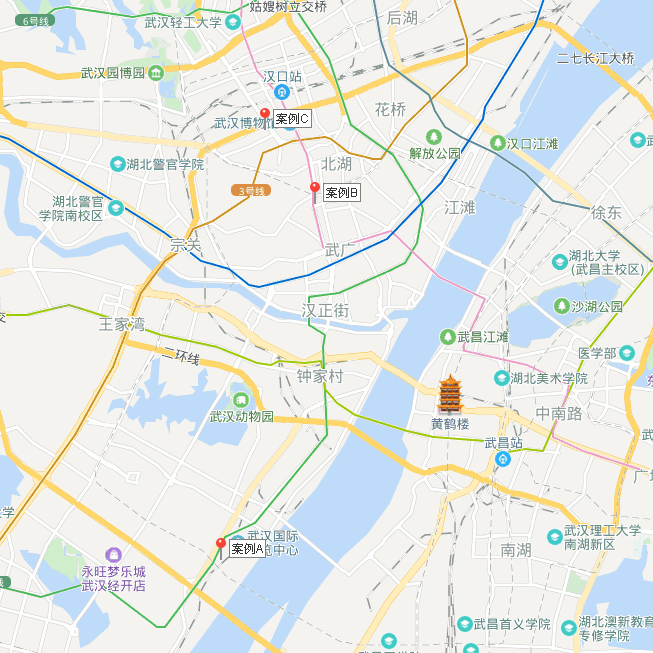 姑嫂树立交桥
6号线
武汉轻工大学
后湖
二七长江大桥
武汉园博园
汉口站
花桥
武汉博物馆
案例C
解放公园
汉口江滩
湖北警官学院
北湖
3号线
案例B
湖北警官
学院南校区
江滩
徐东
宗关
武广
湖北大学
(武昌主校区)
沙湖公园
汉正街
王家湾
武昌江滩
二环线
医学部
钟家村
湖北美术学院
武汉动物园
中南路
黄鹤楼
武昌站
武汉国际
中心
案例A
武汉理工大学
南湖新区
南湖
永旺梦乐城
武汉经开店
武昌首义学院
湖北澳新教育
专修学院